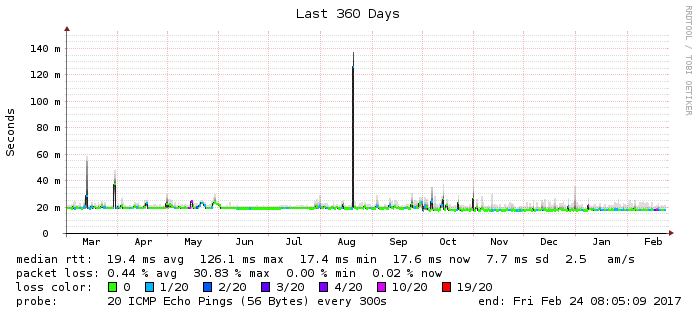 Last 360 Days
RRDTOOL / TOBI OETIKER
Seconds
140 m
120 m
100 m
80 m
60 m
40 m
20 m
0
Mar Apr May Jun Jul Aug Sep Oct Nov Dec Jan Feb
median rtt: 19.4 ms avg 126.1 ms max 17.4 ms min 17.6 ms now 7.7 ms sd 2.5 am/s
packet loss: 0.44 % avg 30.83 % max 0.00 % min 0.02 % now
loss color: 0 1/20 2/20 3/20 4/20 10/20 19/20
probe: 20 ICMP Echo Pings (56 Bytes) every 300s end: Fri Feb 24 08:05:09 2017